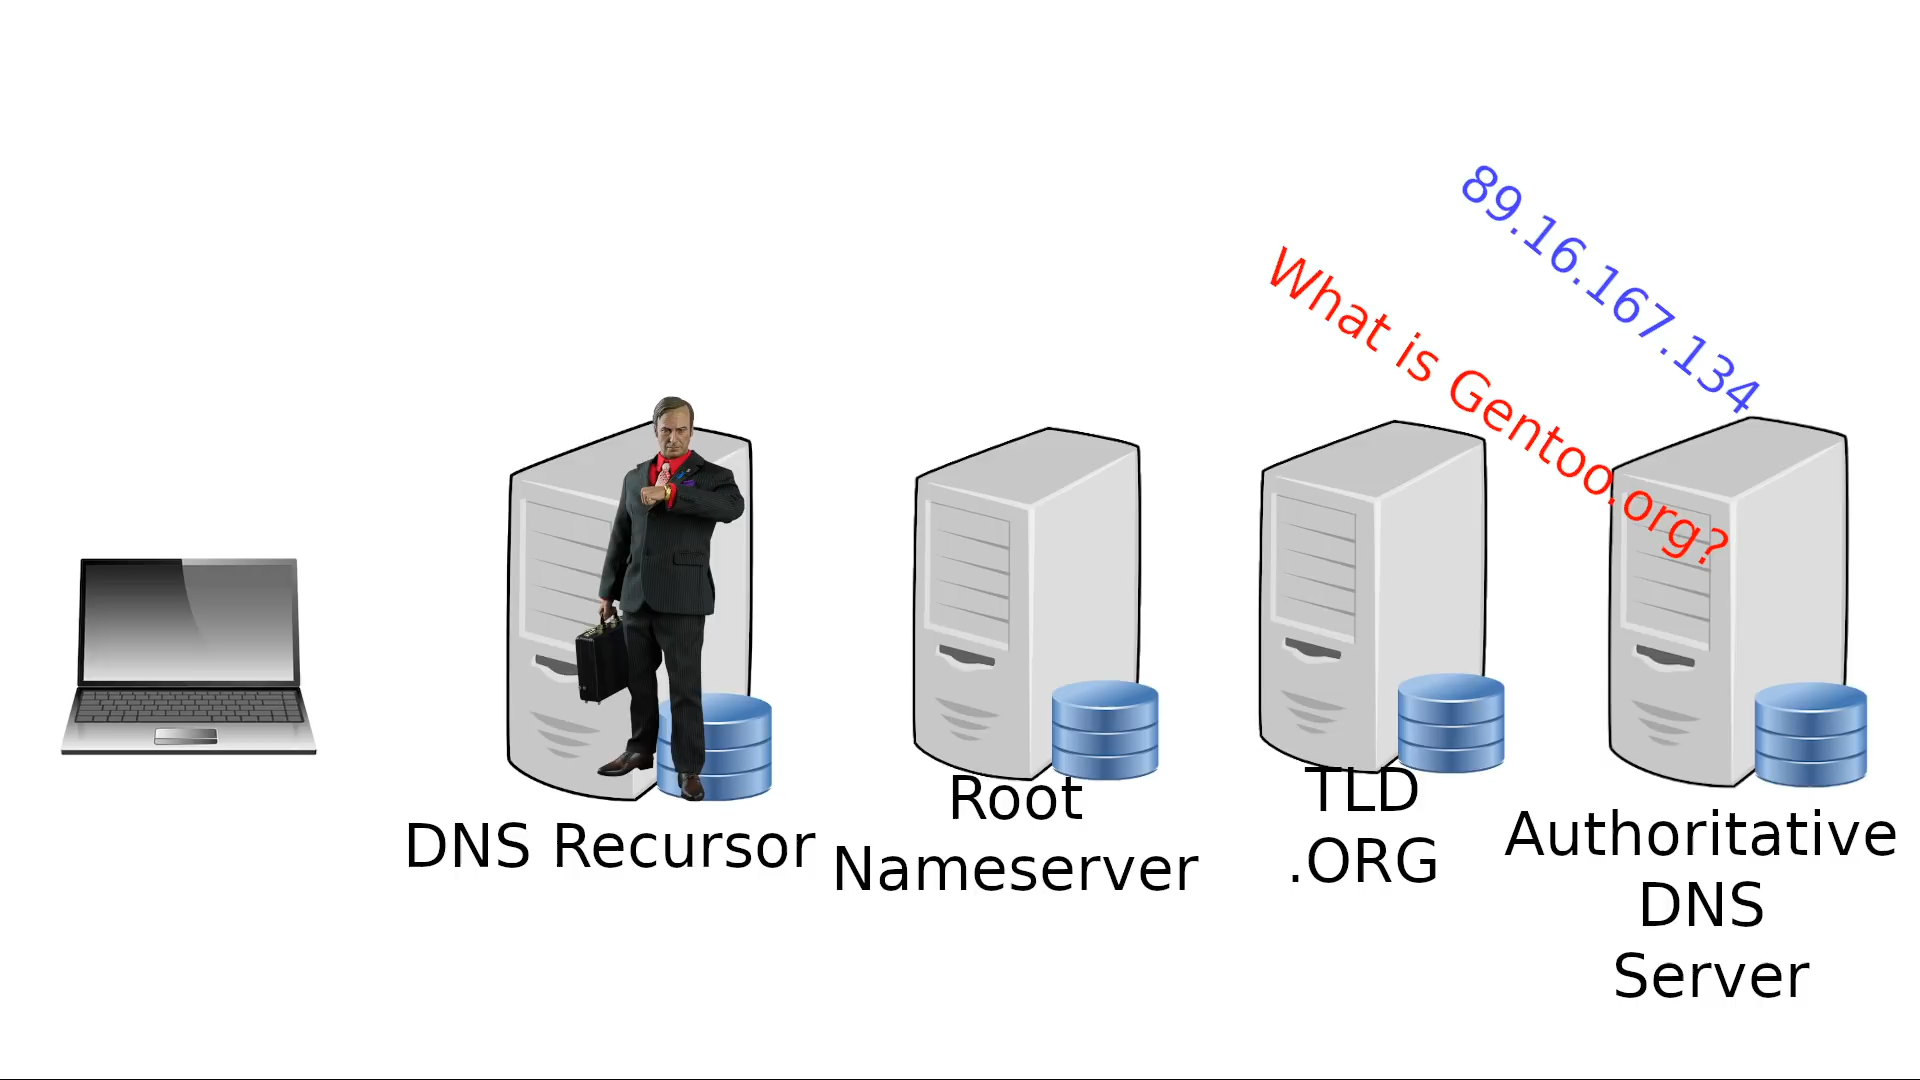 89.16.167.134
What is Gentoo.org?
DNS Recursor
Root
Nameserver
TLD
.ORG
Authoritative
DNS
Server